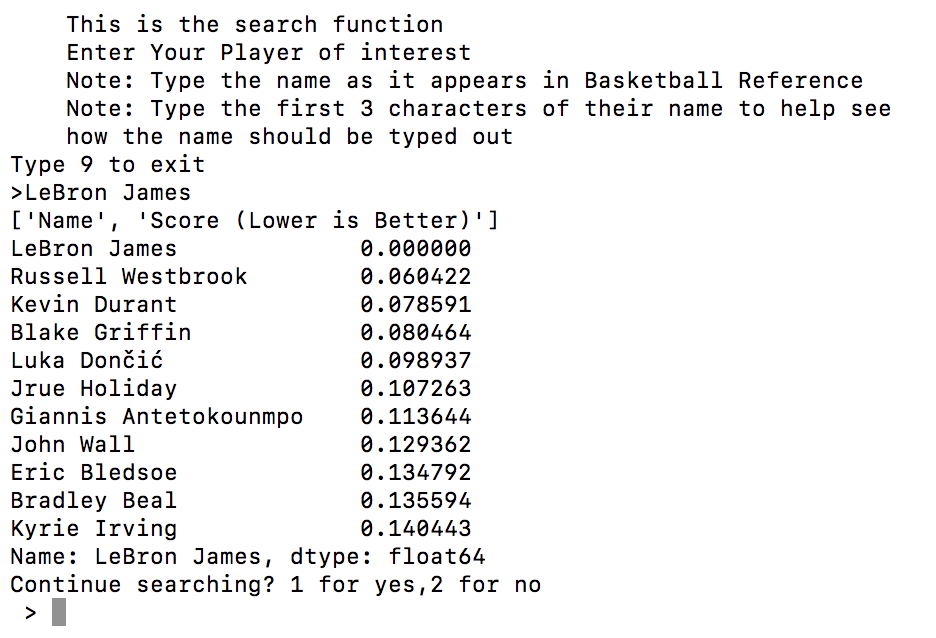 This is the search function
Enter Your Player of interest
Note: Type the name as it appears in Basketball Reference
Note: Type the first 3 characters of their name to help see
how the name should be typed out
Type 9 to exit
>LeBron James
['Name', 'Score (Lower is Better)']
LeBron James 0.000000
Russell Westbrook 0.060422
Kevin Durant 0.078591
Blake Griffin 0.080464
Luka Dončić 0.098937
Jrue Holiday 0.107263
Giannis Antetokounmpo 0.113644
John Wall 0.129362
Eric Bledsoe 0.134792
Bradley Beal 0.135594
Kyrie Irving 0.140443
Name: LeBron James, dtype: float64
Continue searching? 1 for yes,2 for no
>